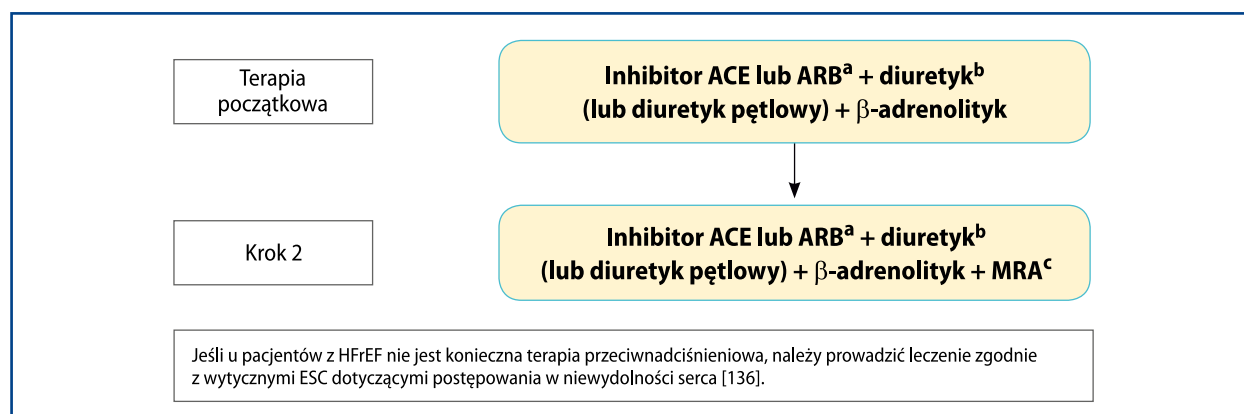 Terapia
początkowa
Inhibitor ACE lub ARBᵃ + diuretykᵇ
(lub diuretyk pętlowy) + β-adrenolityk
Krok 2
Inhibitor ACE lub ARBᵃ + diuretykᵇ
(lub diuretyk pętlowy) + β-adrenolityk + MRAᶜ
Jeśli u pacjentów z HFrEF nie jest konieczna terapia przeciwnadciśnieniowa, należy prowadzić leczenie zgodnie
z wytycznymi ESC dotyczącymi postępowania w niewydolności serca [136].